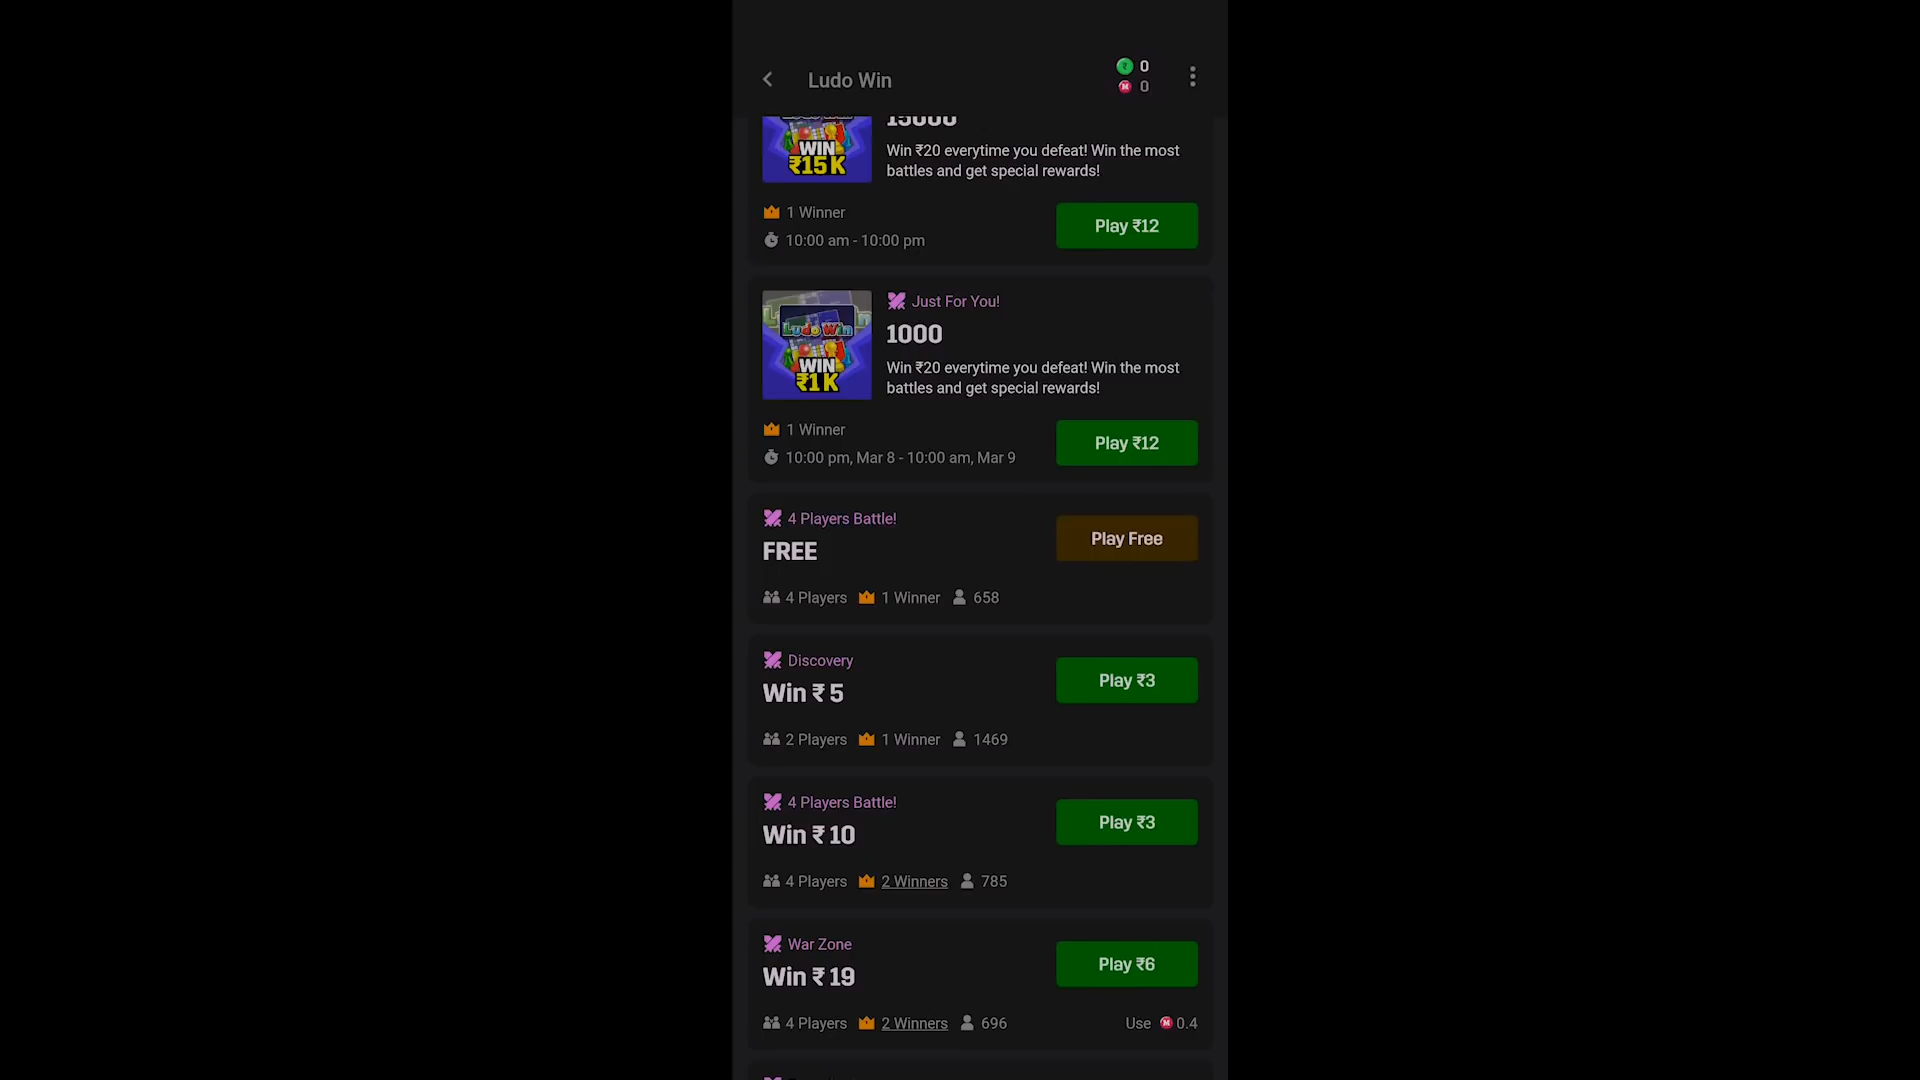 Ludo Win
0
0
15000
WIN
₹15K
Win ₹20 everytime you defeat! Win the most
battles and get special rewards!
1 Winner
Play ₹12
10:00 am - 10:00 pm
Just For You!
1000
Ludo Win
WIN
₹1K
Win ₹20 everytime you defeat! Win the most
battles and get special rewards!
1 Winner
Play ₹12
10:00 pm, Mar 8 - 10:00 am, Mar 9
4 Players Battle!
Play Free
FREE
4 Players 1 Winner 658
Discovery
Play ₹3
Win ₹ 5
2 Players 1 Winner 1469
4 Players Battle!
Play ₹3
Win ₹ 10
4 Players 2 Winners 785
War Zone
Play ₹6
Win ₹ 19
4 Players 2 Winners 696
Use 0.4